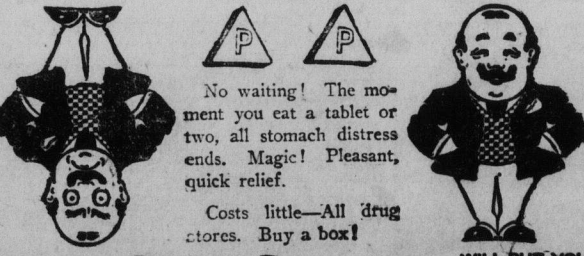 P P
No waiting! The mo-
ment you eat a tablet or
two, all stomach distress
ends. Magic! Pleasant,
quick relief.
Costs little—All drug
stores. Buy a box!